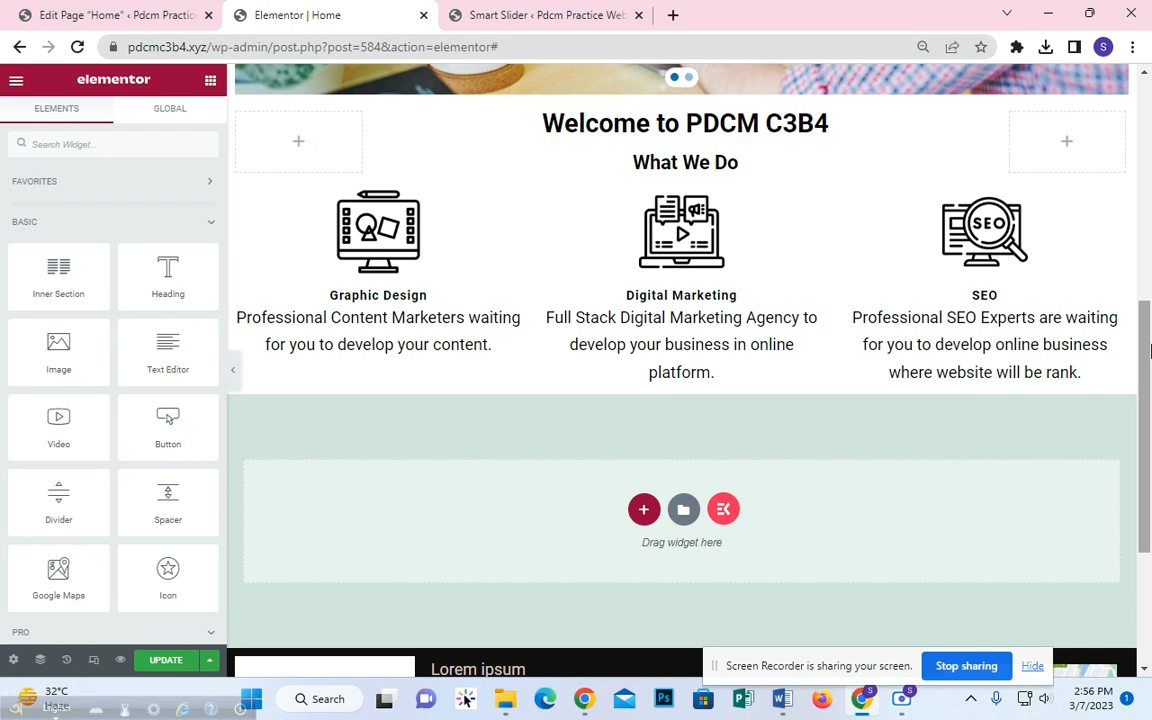 Edit Page "Home" ‹ Pdcm Practic
Elementor | Home
Smart Slider ‹ Pdcm Practice Web
pdcmc3b4.xyz/wp-admin/post.php?post=584&action=elementor#
S
elementor
ELEMENTS
GLOBAL
Search Widget...
FAVORITES
BASIC
Inner Section
Heading
Image
Text Editor
Video
Button
Divider
Spacer
Google Maps
Icon
PRO
UPDATE
Welcome to PDCM C3B4
What We Do
SEO
Graphic Design
Digital Marketing
SEO
Professional Content Marketers waiting
for you to develop your content.
Full Stack Digital Marketing Agency to
develop your business in online
platform.
Professional SEO Experts are waiting
for you to develop online business
where website will be rank.
Drag widget here
Lorem ipsum
Screen Recorder is sharing your screen.
Stop sharing
Hide
32°C
Haze
Search
Ps
2:56 PM
3/7/2023
1